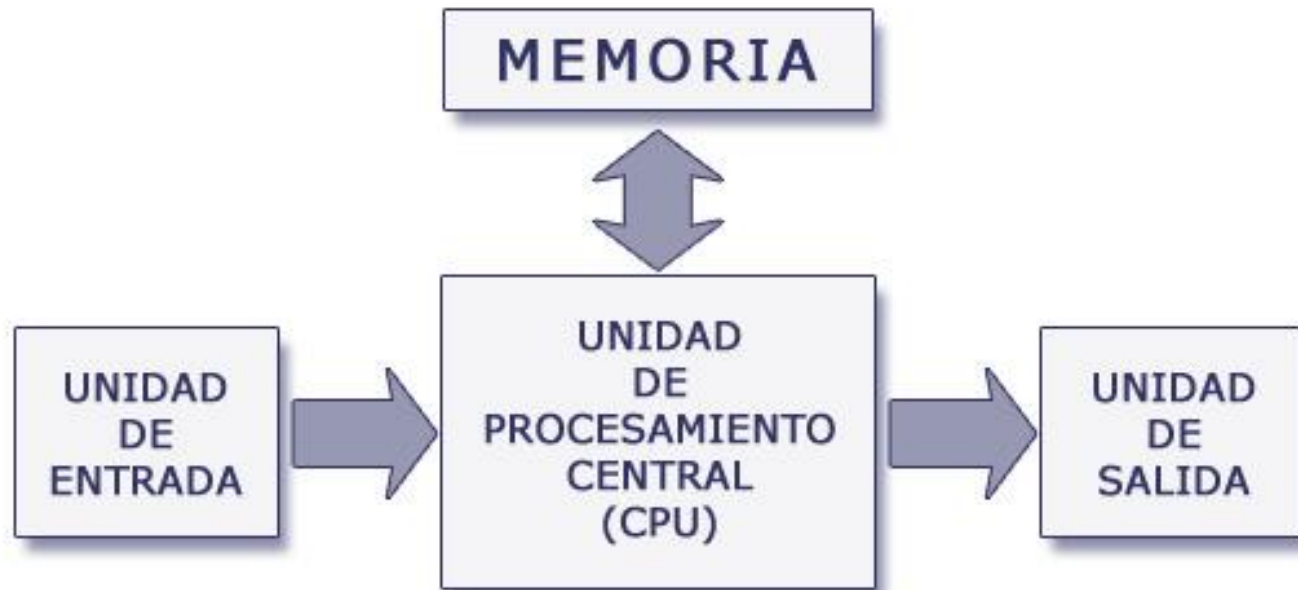 MEMORIA
UNIDAD
DE
ENTRADA
UNIDAD
DE
PROCESAMIENTO
CENTRAL
(CPU)
UNIDAD
DE
SALIDA